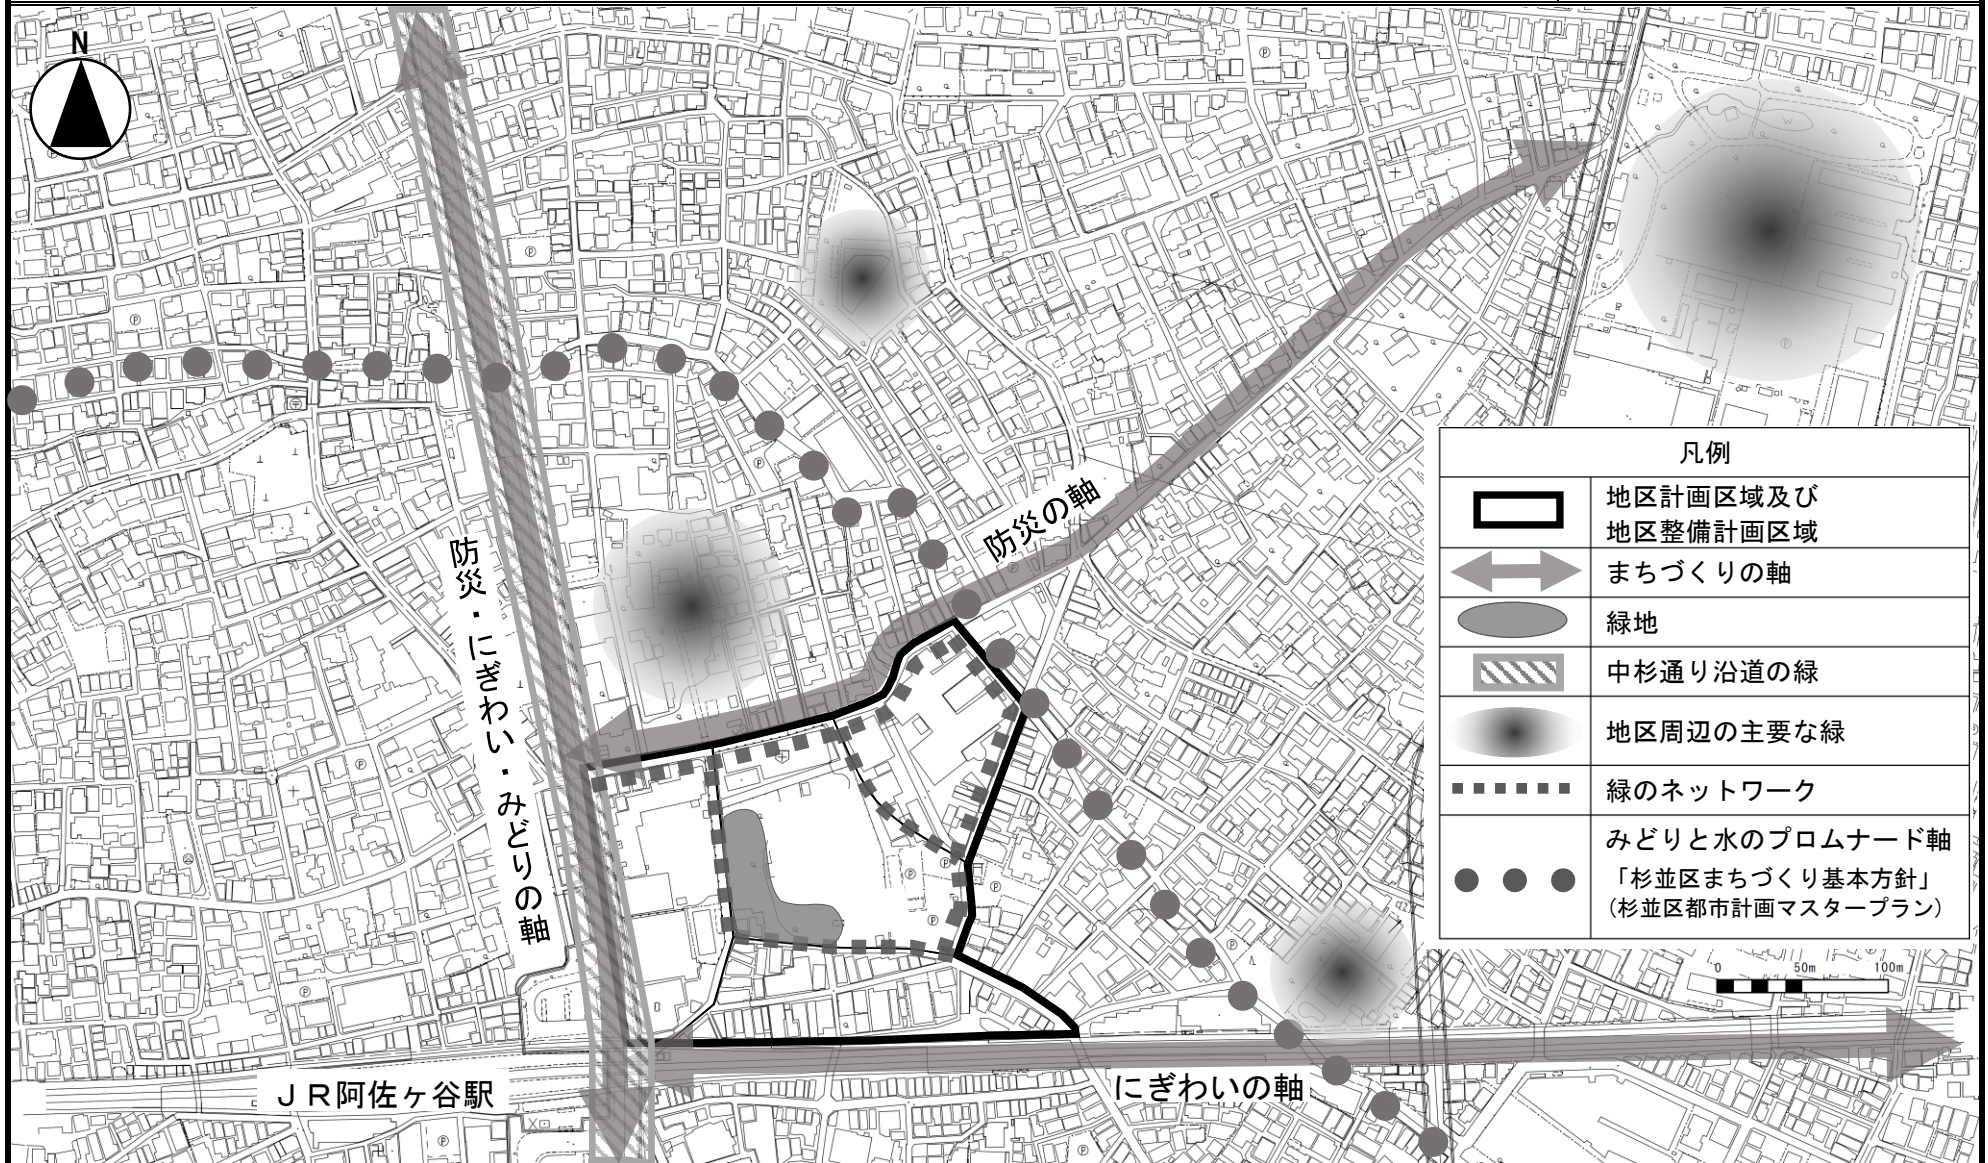 N
防災・にぎわい・みどりの軸
防災の軸
にぎわいの軸
ＪＲ阿佐ヶ谷駅
凡例
地区計画区域及び
地区整備計画区域
まちづくりの軸
緑地
中杉通り沿道の緑
地区周辺の主要な緑
緑のネットワーク
みどりと水のプロムナード軸
「杉並区まちづくり基本方針」
（杉並区都市計画マスタープラン）
0 50m 100m